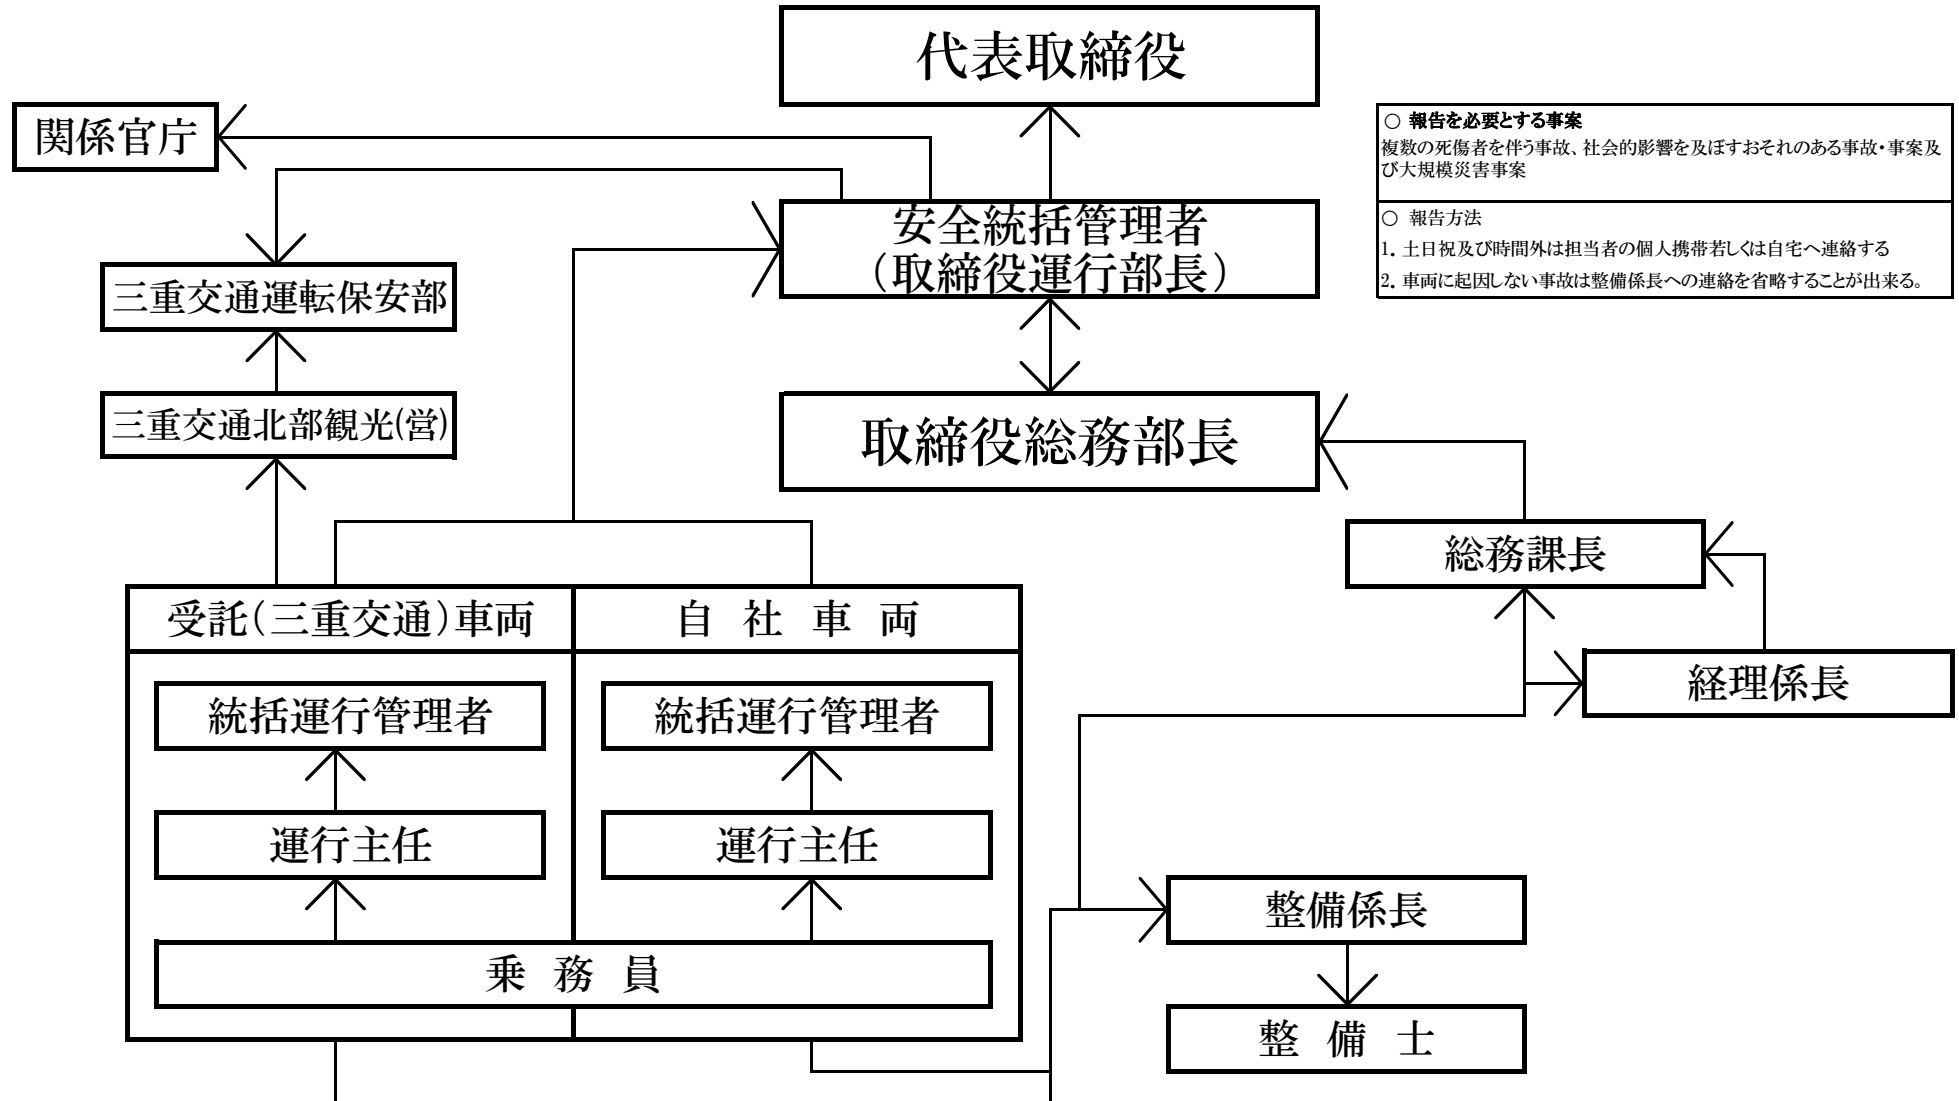 代表取締役
関係官庁
○ 報告を必要とする事案
複数の死傷者を伴う事故、社会的影響を及ぼすおそれのある事故・事案及
び大規模災害事案
○ 報告方法
1. 土日祝及び時間外は担当者の個人携帯若しくは自宅へ連絡する
2. 車両に起因しない事故は整備係長への連絡を省略することが出来る。
安全統括管理者
(取締役運行部長)
三重交通運転保安部
三重交通北部観光(営)
取締役総務部長
総務課長
受託(三重交通)車両
自 社 車 両
経理係長
統括運行管理者
統括運行管理者
運行主任
運行主任
整備係長
乗 務 員
整 備 士